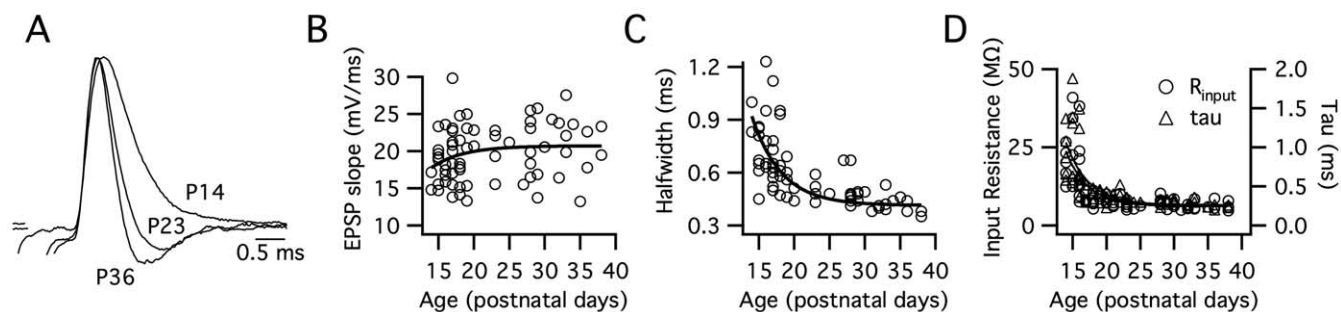 A
P14
P23
P36
0.5 ms
B
EPSP slope (mV/ms)
30
25
20
15
10
15 20 25 30 35 40
Age (postnatal days)
C
Halfwidth (ms)
1.2
0.9
0.6
0.3
15 20 25 30 35 40
Age (postnatal days)
D
Input Resistance (MΩ)
50
25
0
R input
tau
2.0
1.5
1.0
0.5
0.0
Tau (ms)
15 20 25 30 35 40
Age (postnatal days)